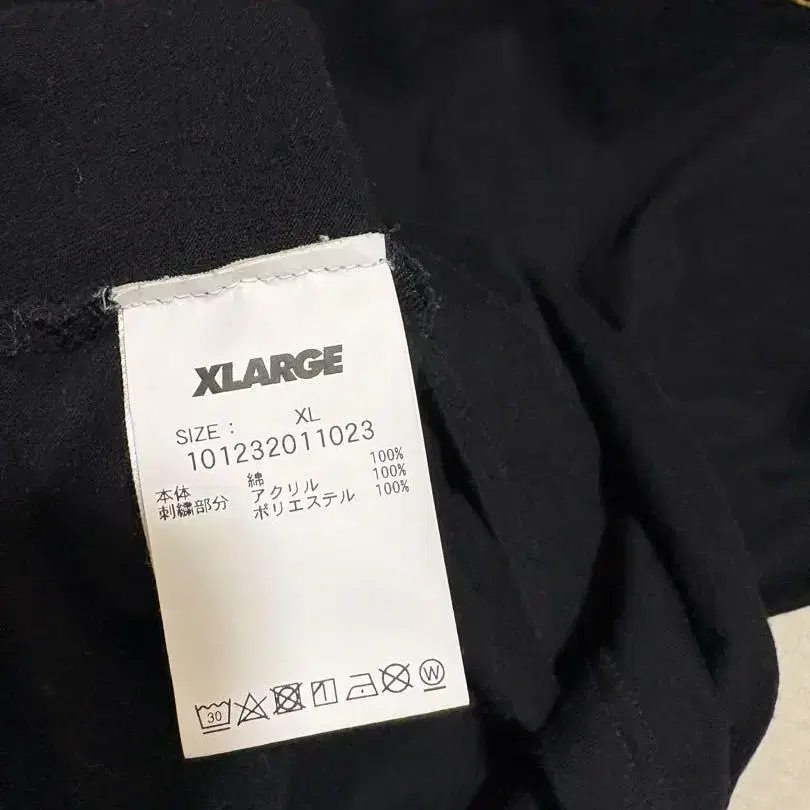 XLARGE
SIZE : XL
101232011023
本体 綿 100%
刺繍部分 アクリル 100%
ポリエステル 100%
30
W